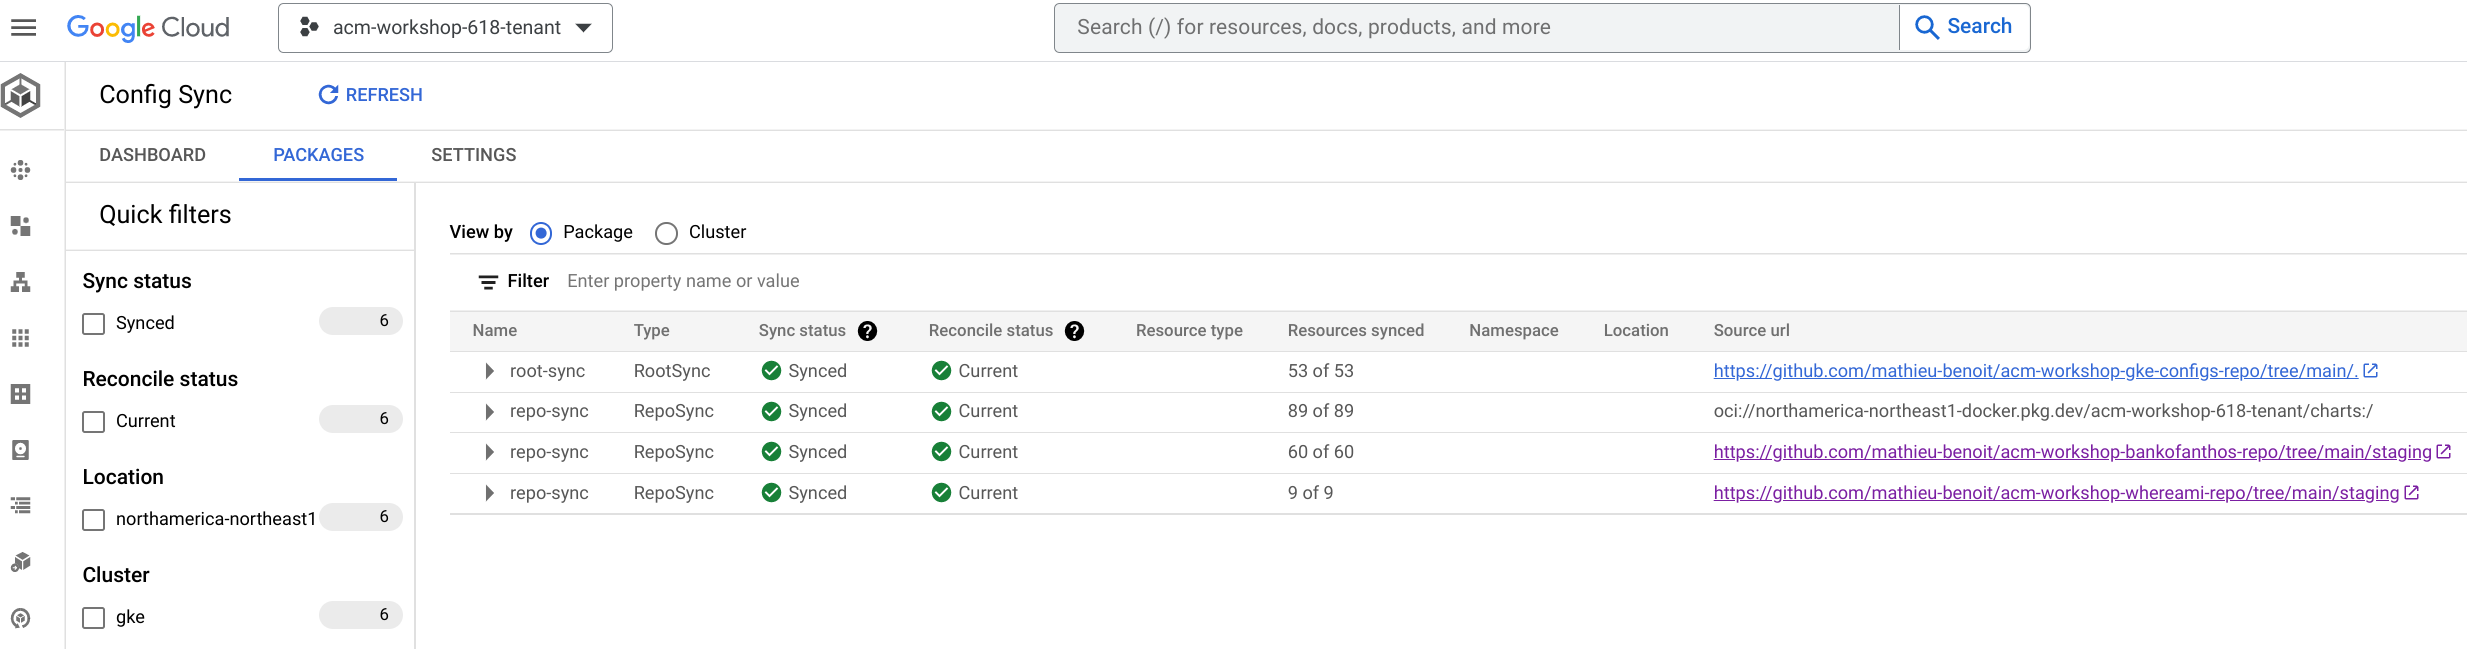 Google Cloud
acm-workshop-618-tenant
Search (/) for resources, docs, products, and more
Search
Config Sync
REFRESH
DASHBOARD
PACKAGES
SETTINGS
Quick filters
Sync status
Synced 6
Reconcile status
Current 6
Location
northamerica-northeast1 6
Cluster
gke 6
View by Package Cluster
Filter Enter property name or value
Name Type Sync status ? Reconcile status ? Resource type Resources synced Namespace Location Source url
root-sync RootSync Synced Current 53 of 53 https://github.com/mathieu-benoit/acm-workshop-gke-configs-repo/tree/main/.
repo-sync RepoSync Synced Current 89 of 89 oci://northamerica-northeast1-docker.pkg.dev/acm-workshop-618-tenant/charts:/
repo-sync RepoSync Synced Current 60 of 60 https://github.com/mathieu-benoit/acm-workshop-bankofanthos-repo/tree/main/staging
repo-sync RepoSync Synced Current 9 of 9 https://github.com/mathieu-benoit/acm-workshop-whereami-repo/tree/main/staging